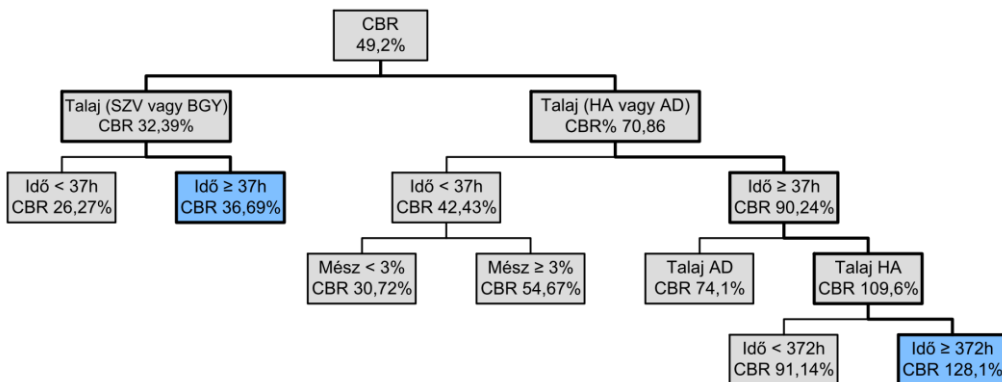 CBR
49,2%
Talaj (SZV vagy BGY)
CBR 32,39%
Talaj (HA vagy AD)
CBR% 70,86
Idő < 37h
CBR 26,27%
Idő ≥ 37h
CBR 36,69%
Idő < 37h
CBR 42,43%
Idő ≥ 37h
CBR 90,24%
Mész < 3%
CBR 30,72%
Mész ≥ 3%
CBR 54,67%
Talaj AD
CBR 74,1%
Talaj HA
CBR 109,6%
Idő < 372h
CBR 91,14%
Idő ≥ 372h
CBR 128,1%